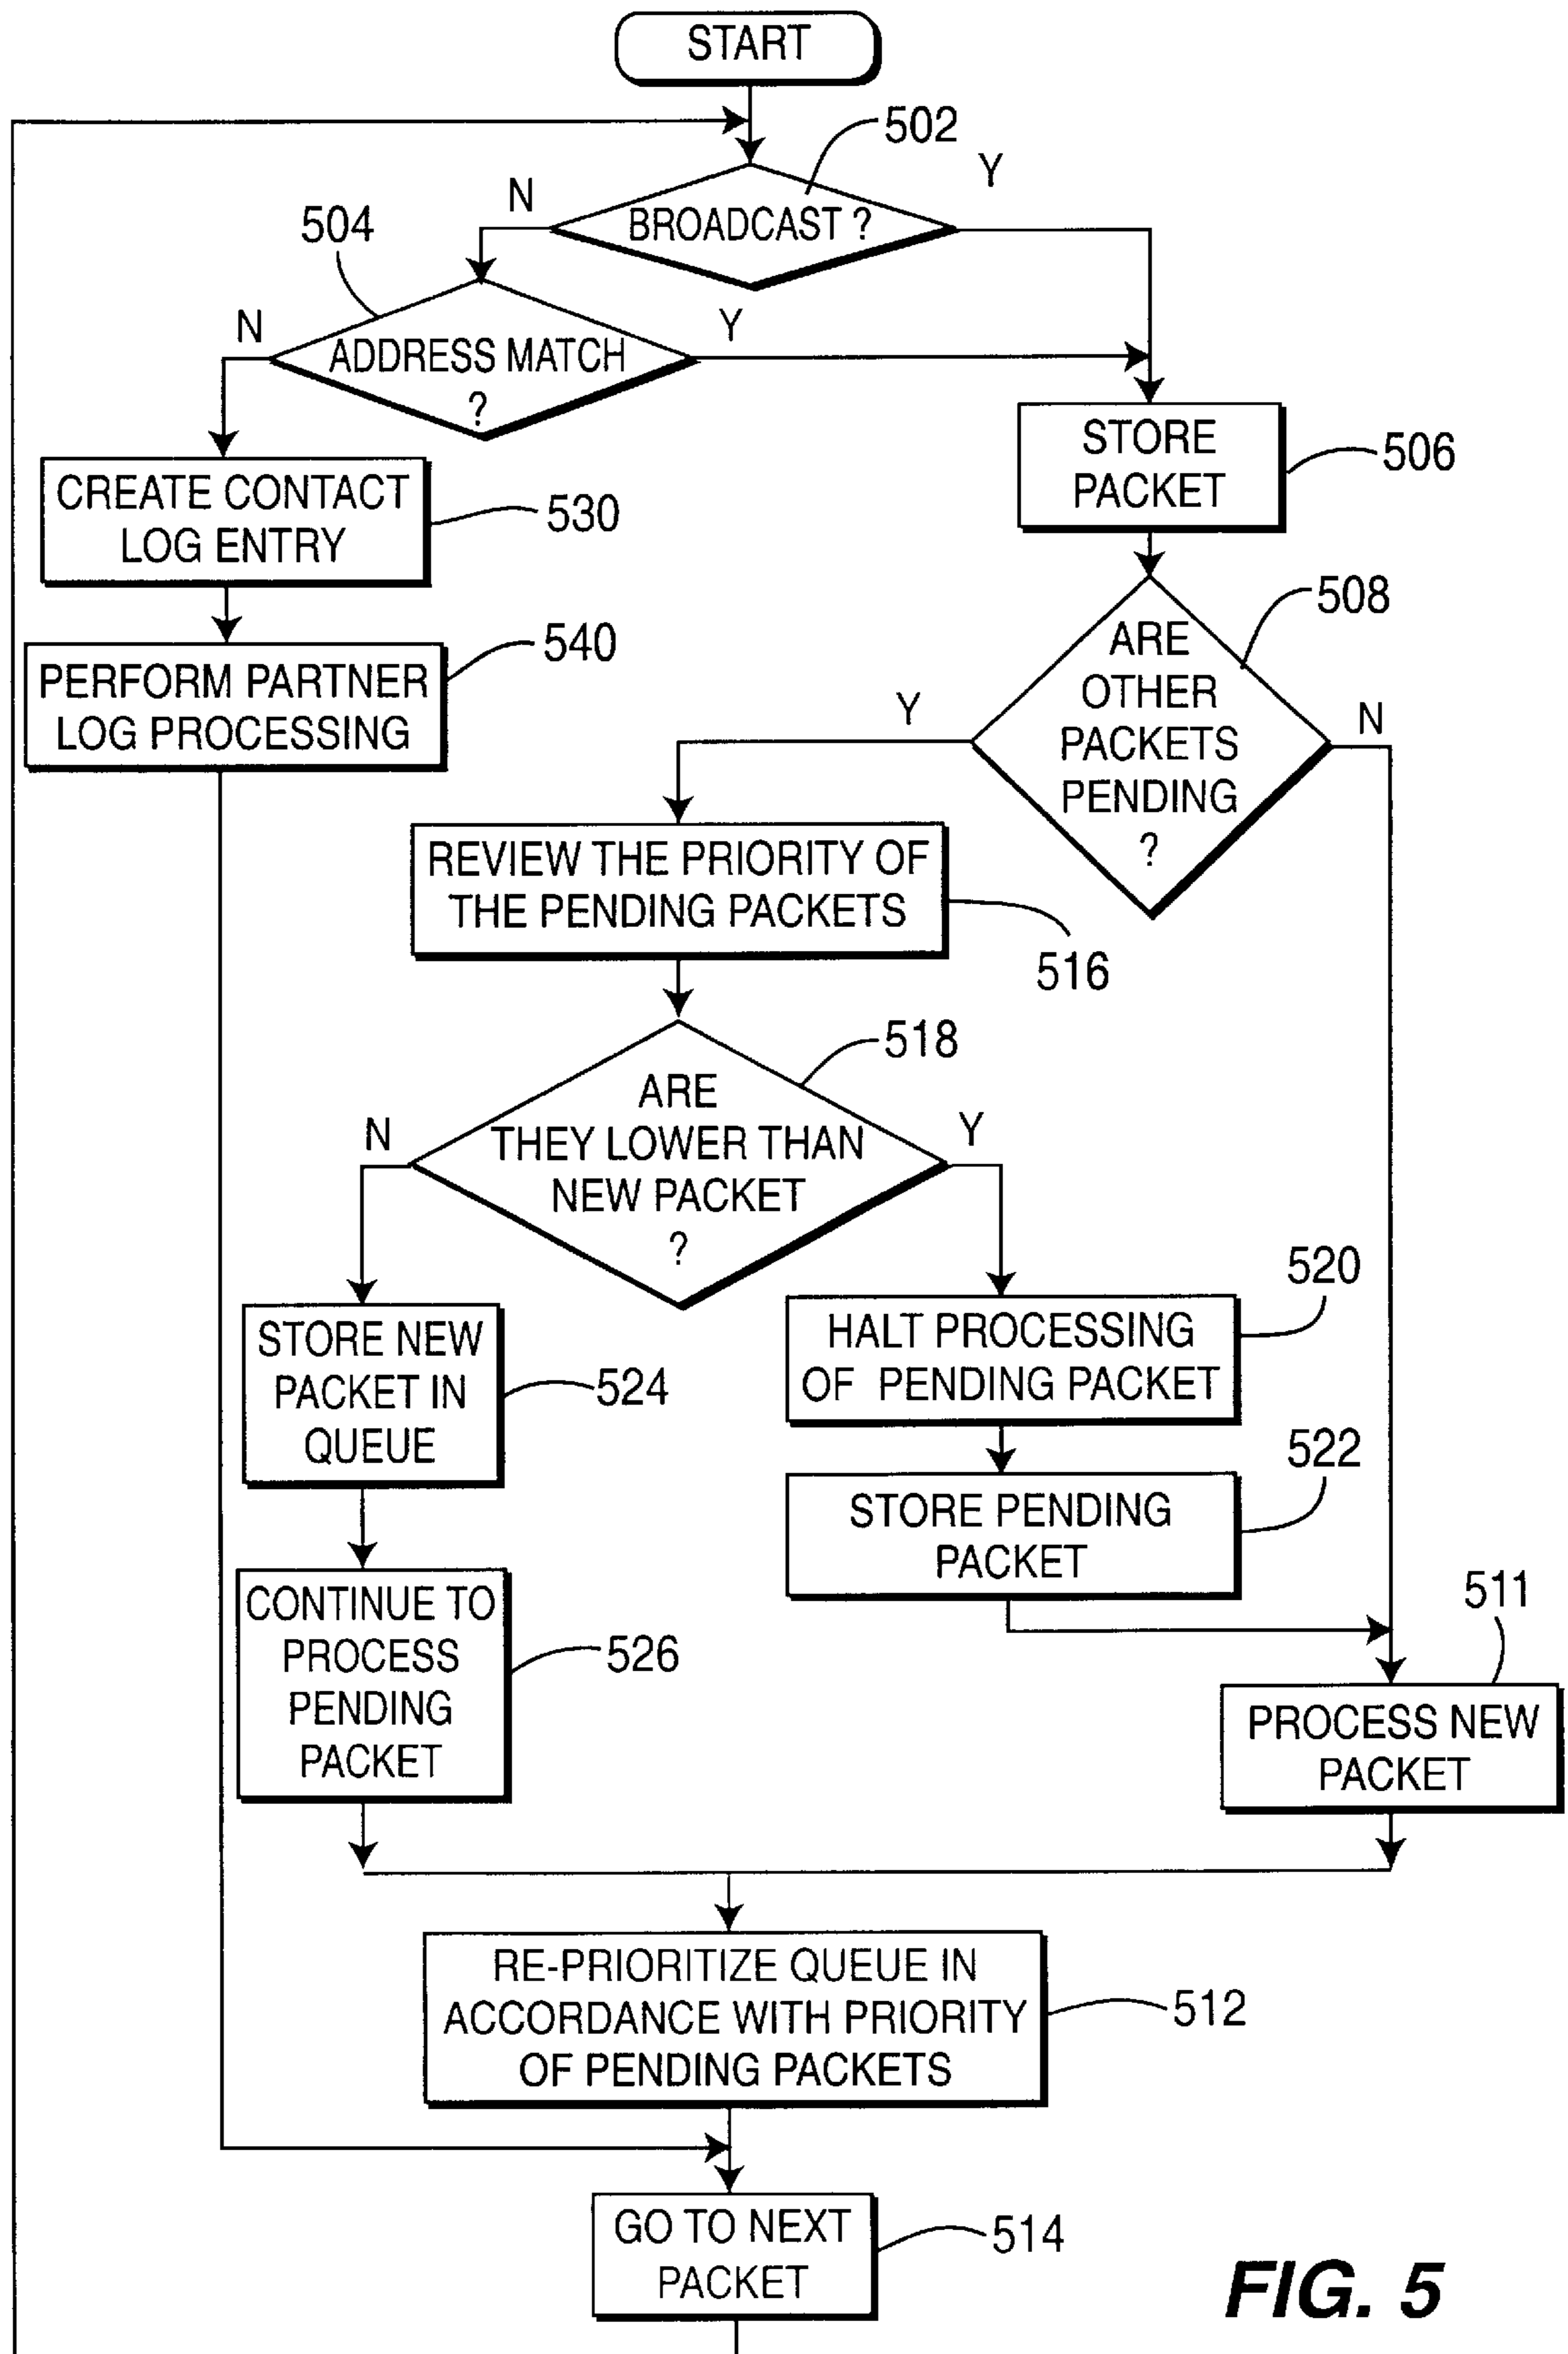 START
502
N
Y
BROADCAST ?
504
N
Y
ADDRESS MATCH
?
STORE
PACKET
506
CREATE CONTACT
LOG ENTRY
530
508
ARE
OTHER
PACKETS
PENDING
?
Y
N
540
PERFORM PARTNER
LOG PROCESSING
REVIEW THE PRIORITY OF
THE PENDING PACKETS
516
518
ARE
THEY LOWER THAN
NEW PACKET
?
N
Y
520
HALT PROCESSING
OF PENDING PACKET
STORE NEW
PACKET IN
QUEUE
524
522
STORE PENDING
PACKET
CONTINUE TO
PROCESS
PENDING
PACKET
526
511
PROCESS NEW
PACKET
RE-PRIORITIZE QUEUE IN
ACCORDANCE WITH PRIORITY
OF PENDING PACKETS
512
GO TO NEXT
PACKET
514
FIG. 5